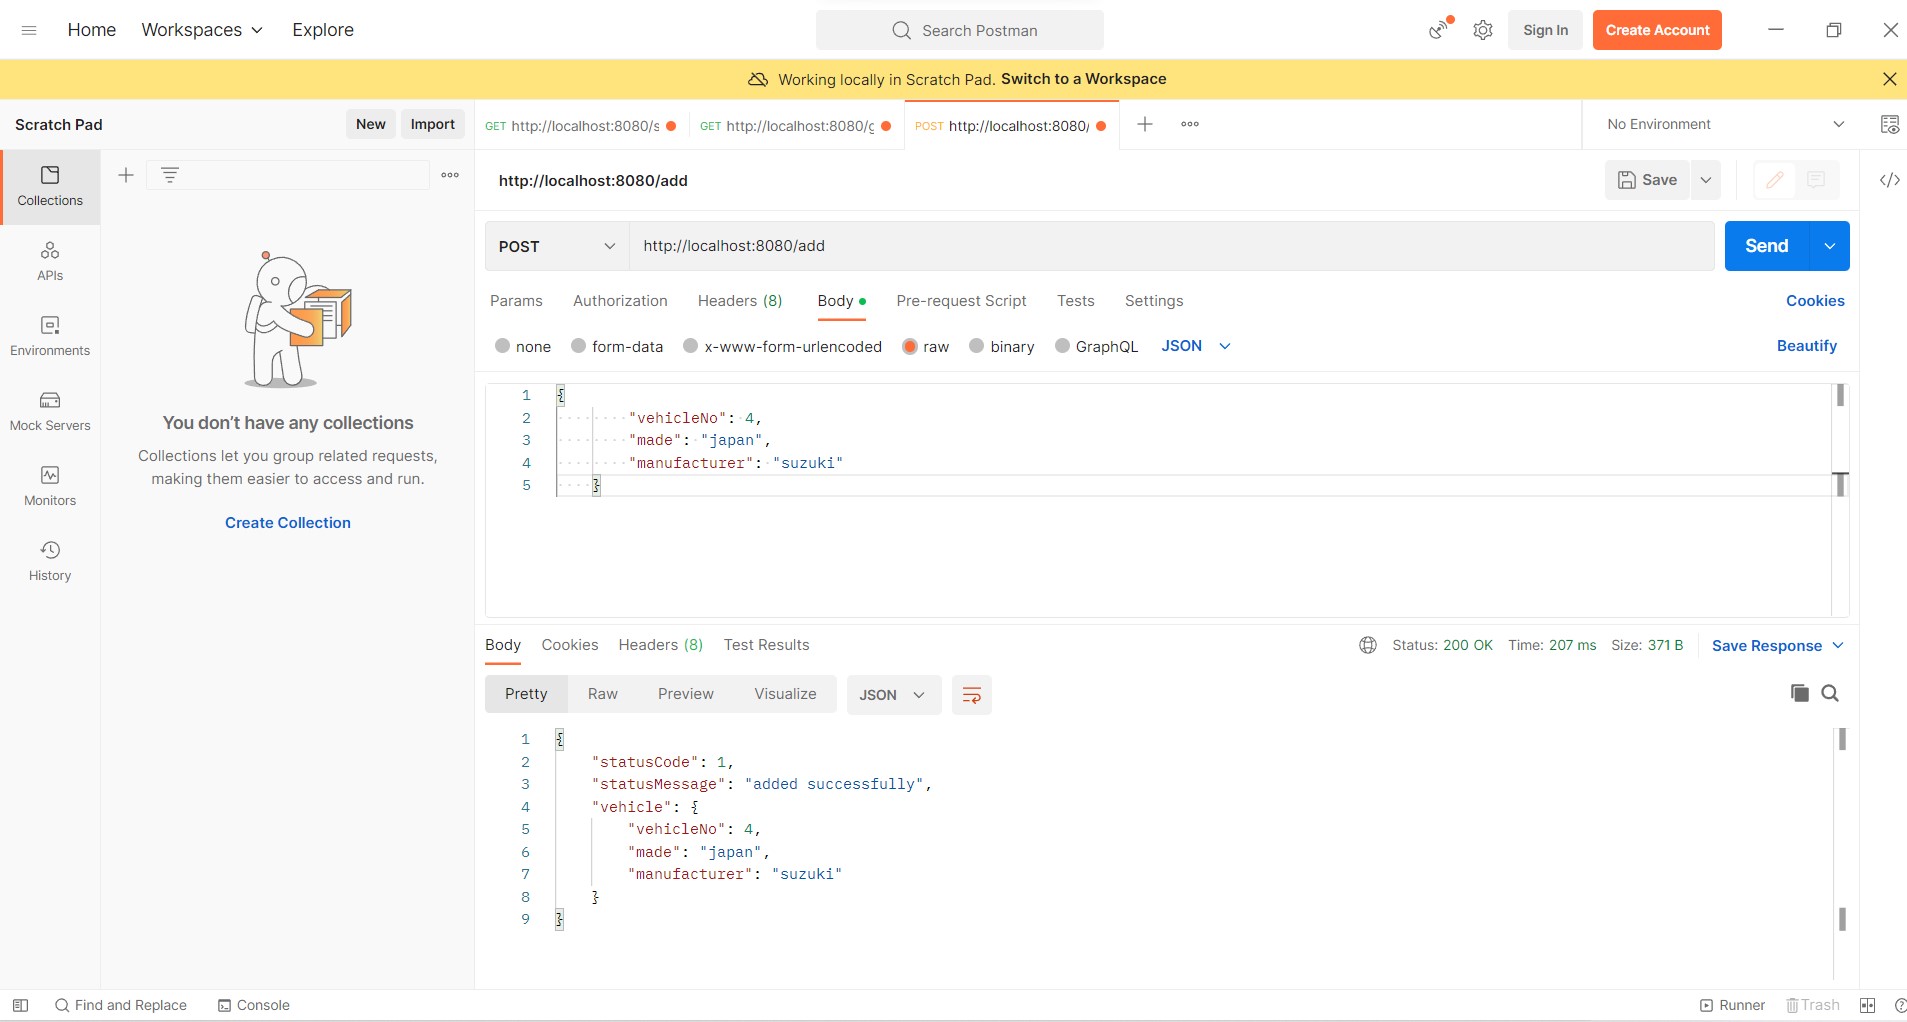 Home Workspaces Explore Search Postman Sign In Create Account
Working locally in Scratch Pad. Switch to a Workspace
Scratch Pad New Import GET http://localhost:8080/s GET http://localhost:8080/g POST http://localhost:8080/ No Environment
Collections
APIs
Environments
Mock Servers
Monitors
History
You don’t have any collections
Collections let you group related requests,
making them easier to access and run.
Create Collection
http://localhost:8080/add Save
POST http://localhost:8080/add Send
Params Authorization Headers (8) Body Pre-request Script Tests Settings Cookies
none form-data x-www-form-urlencoded raw binary GraphQL JSON Beautify
1 {
2 "vehicleNo": 4,
3 "made": "japan",
4 "manufacturer": "suzuki"
5 }
Body Cookies Headers (8) Test Results Status: 200 OK Time: 207 ms Size: 371 B Save Response
Pretty Raw Preview Visualize JSON
1 {
2 "statusCode": 1,
3 "statusMessage": "added successfully",
4 "vehicle": {
5 "vehicleNo": 4,
6 "made": "japan",
7 "manufacturer": "suzuki"
8 }
9 }
Find and Replace Console Runner Trash